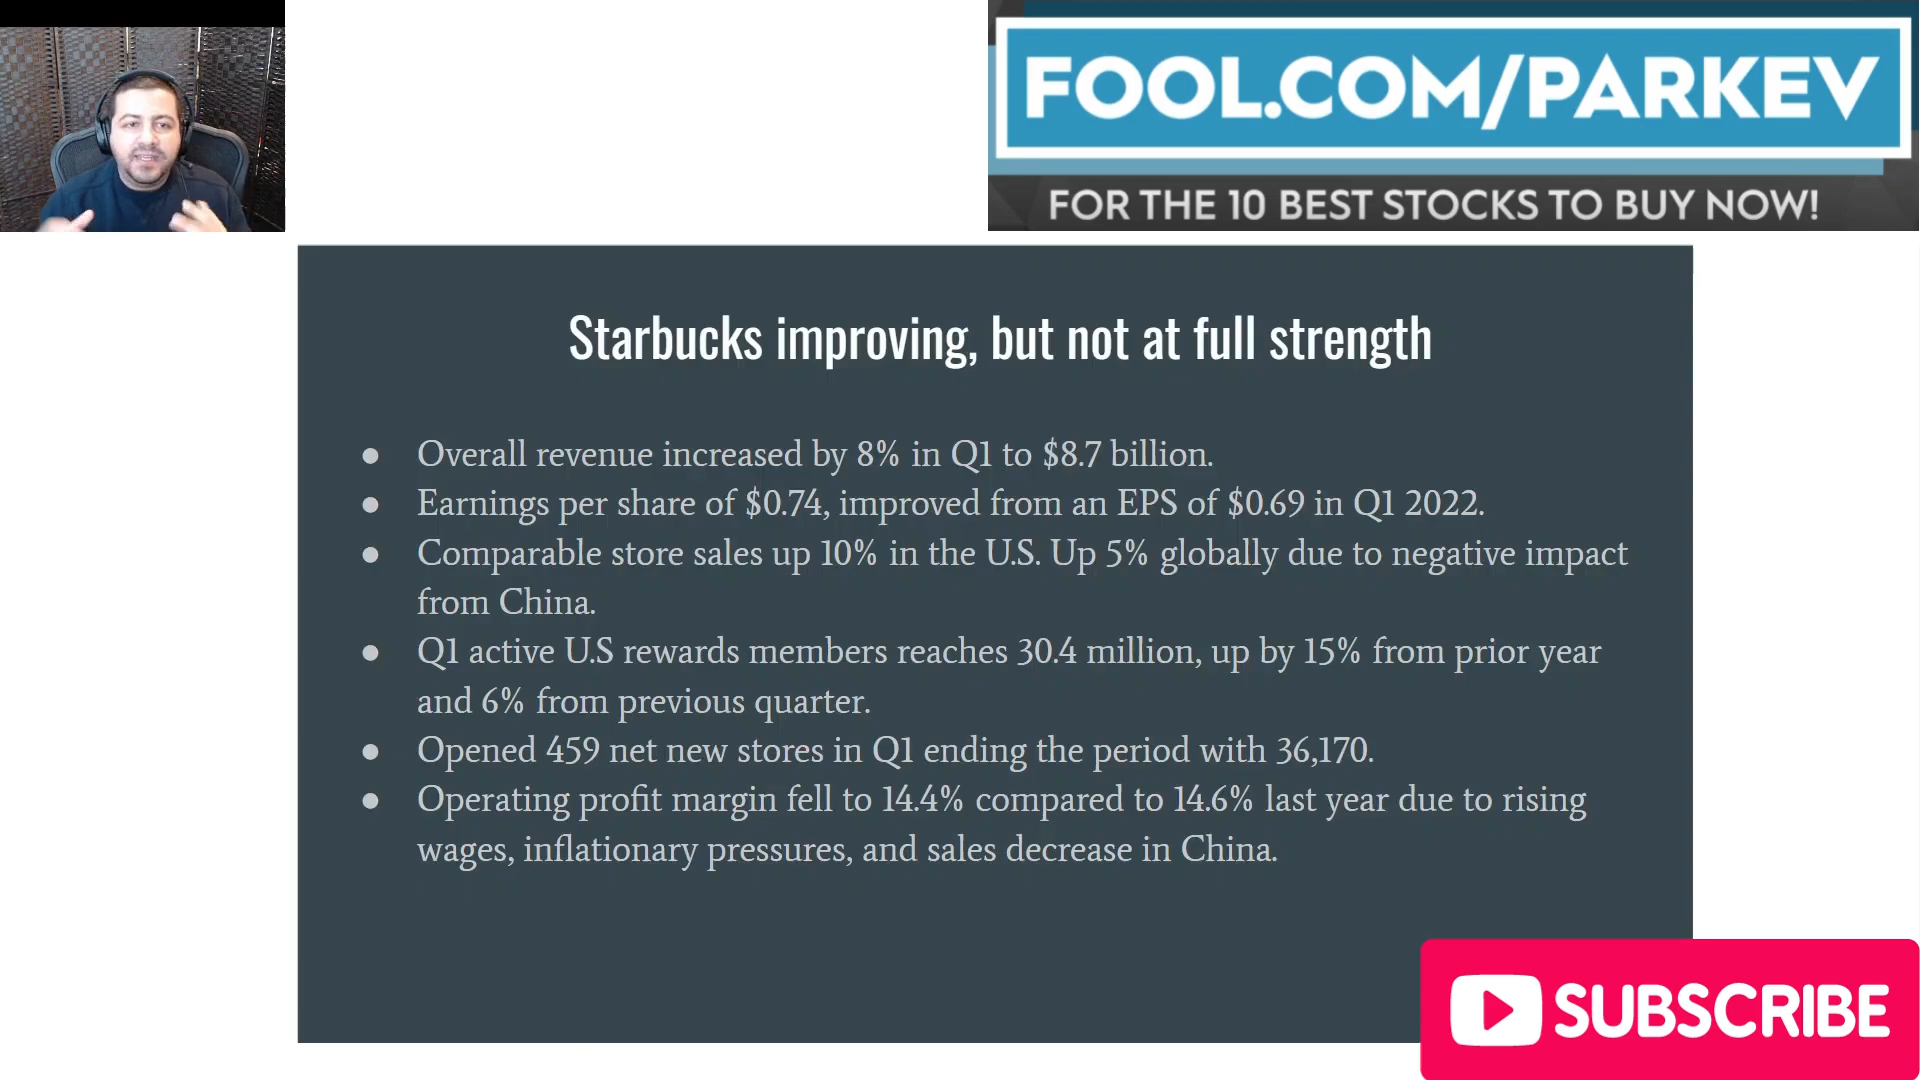 FOOL.COM/PARKEV
FOR THE 10 BEST STOCKS TO BUY NOW!
Starbucks improving, but not at full strength
● Overall revenue increased by 8% in Q1 to $8.7 billion.
● Earnings per share of $0.74, improved from an EPS of $0.69 in Q1 2022.
● Comparable store sales up 10% in the U.S. Up 5% globally due to negative impact
from China.
● Q1 active U.S rewards members reaches 30.4 million, up by 15% from prior year
and 6% from previous quarter.
● Opened 459 net new stores in Q1 ending the period with 36,170.
● Operating profit margin fell to 14.4% compared to 14.6% last year due to rising
wages, inflationary pressures, and sales decrease in China.
SUBSCRIBE